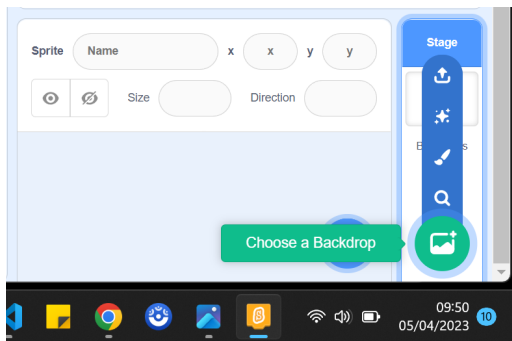 Sprite Name x x y y Stage
Size Direction
Choose a Backdrop
09:50
05/04/2023
10